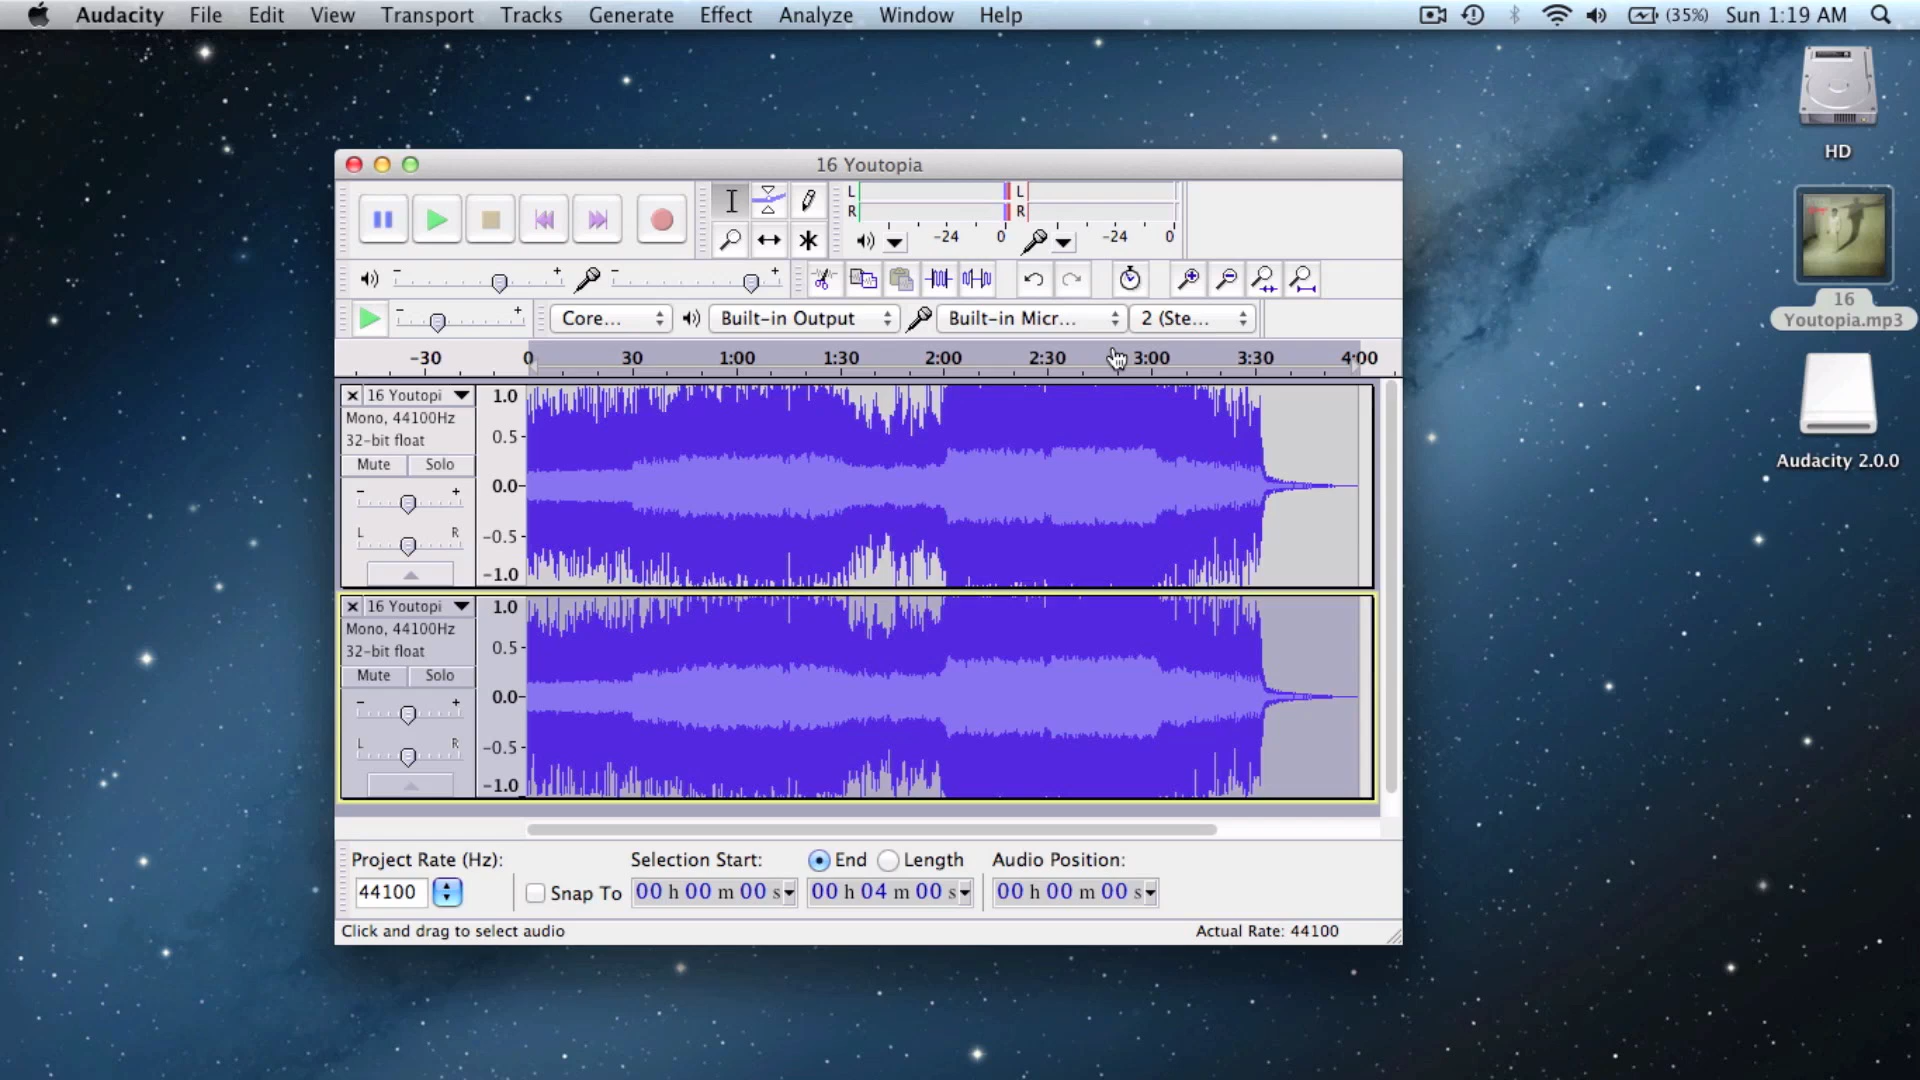 Audacity File Edit View Transport Tracks Generate Effect Analyze Window Help (35%) Sun 1:19 AM
HD
16
Youtopia.mp3
Audacity 2.0.0
16 Youtopia
L L
R R
-24 0 -24 0
- + - +
- + Core... Built-in Output Built-in Micr... 2 (Ste...
-30 0 30 1:00 1:30 2:00 2:30 3:00 3:30 4:00
16 Youtopi 1.0
Mono, 44100Hz
32-bit float 0.5
Mute Solo
- + 0.0
L R -0.5
-1.0
16 Youtopi 1.0
Mono, 44100Hz
32-bit float 0.5
Mute Solo
- + 0.0
L R -0.5
-1.0
Project Rate (Hz): Selection Start: End Length Audio Position:
44100 Snap To 00 h 00 m 00 s 00 h 04 m 00 s 00 h 00 m 00 s
Click and drag to select audio Actual Rate: 44100